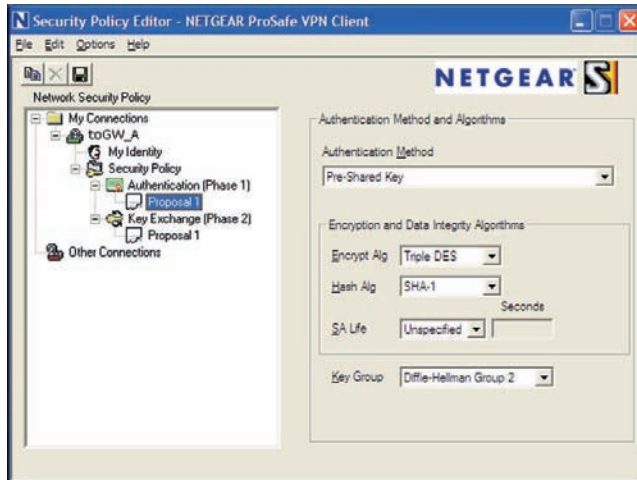 N Security Policy Editor - NETGEAR ProSafe VPN Client
File Edit Options Help
NETGEAR
Network Security Policy
My Connections
toGW_A
My Identity
Security Policy
Authentication (Phase 1)
Proposal 1
Key Exchange (Phase 2)
Proposal 1
Other Connections
Authentication Method and Algorithms
Authentication Method
Pre-Shared Key
Encryption and Data Integrity Algorithms
Encrypt Alg Triple DES
Hash Alg SHA-1
Seconds
SA Life Unspecified
Key Group Diffie-Hellman Group 2